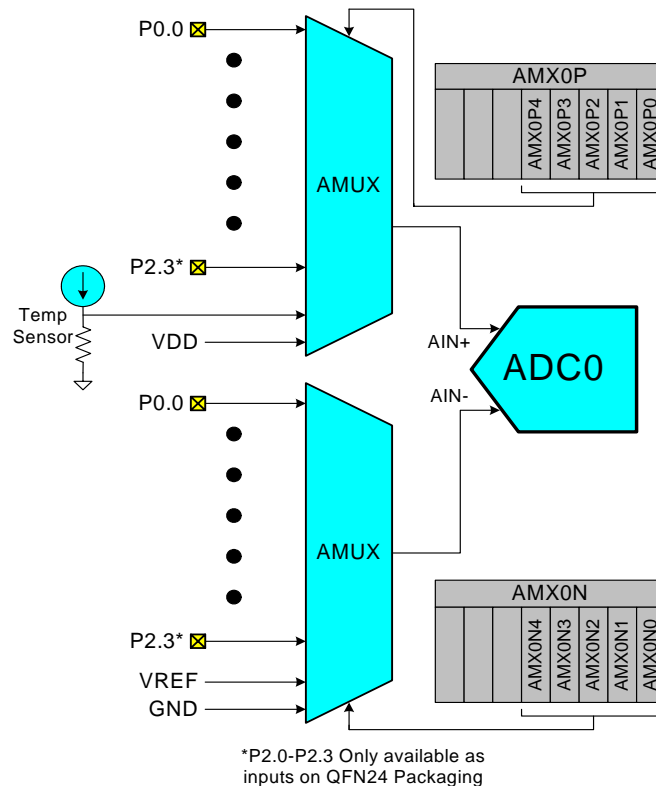 P0.0
AMX0P
AMX0P4
AMX0P3
AMX0P2
AMX0P1
AMX0P0
AMUX
P2.3*
Temp
Sensor
VDD
AIN+
ADC0
AIN-
P0.0
AMUX
AMX0N
AMX0N4
AMX0N3
AMX0N2
AMX0N1
AMX0N0
P2.3*
VREF
GND
*P2.0-P2.3 Only available as
inputs on QFN24 Packaging